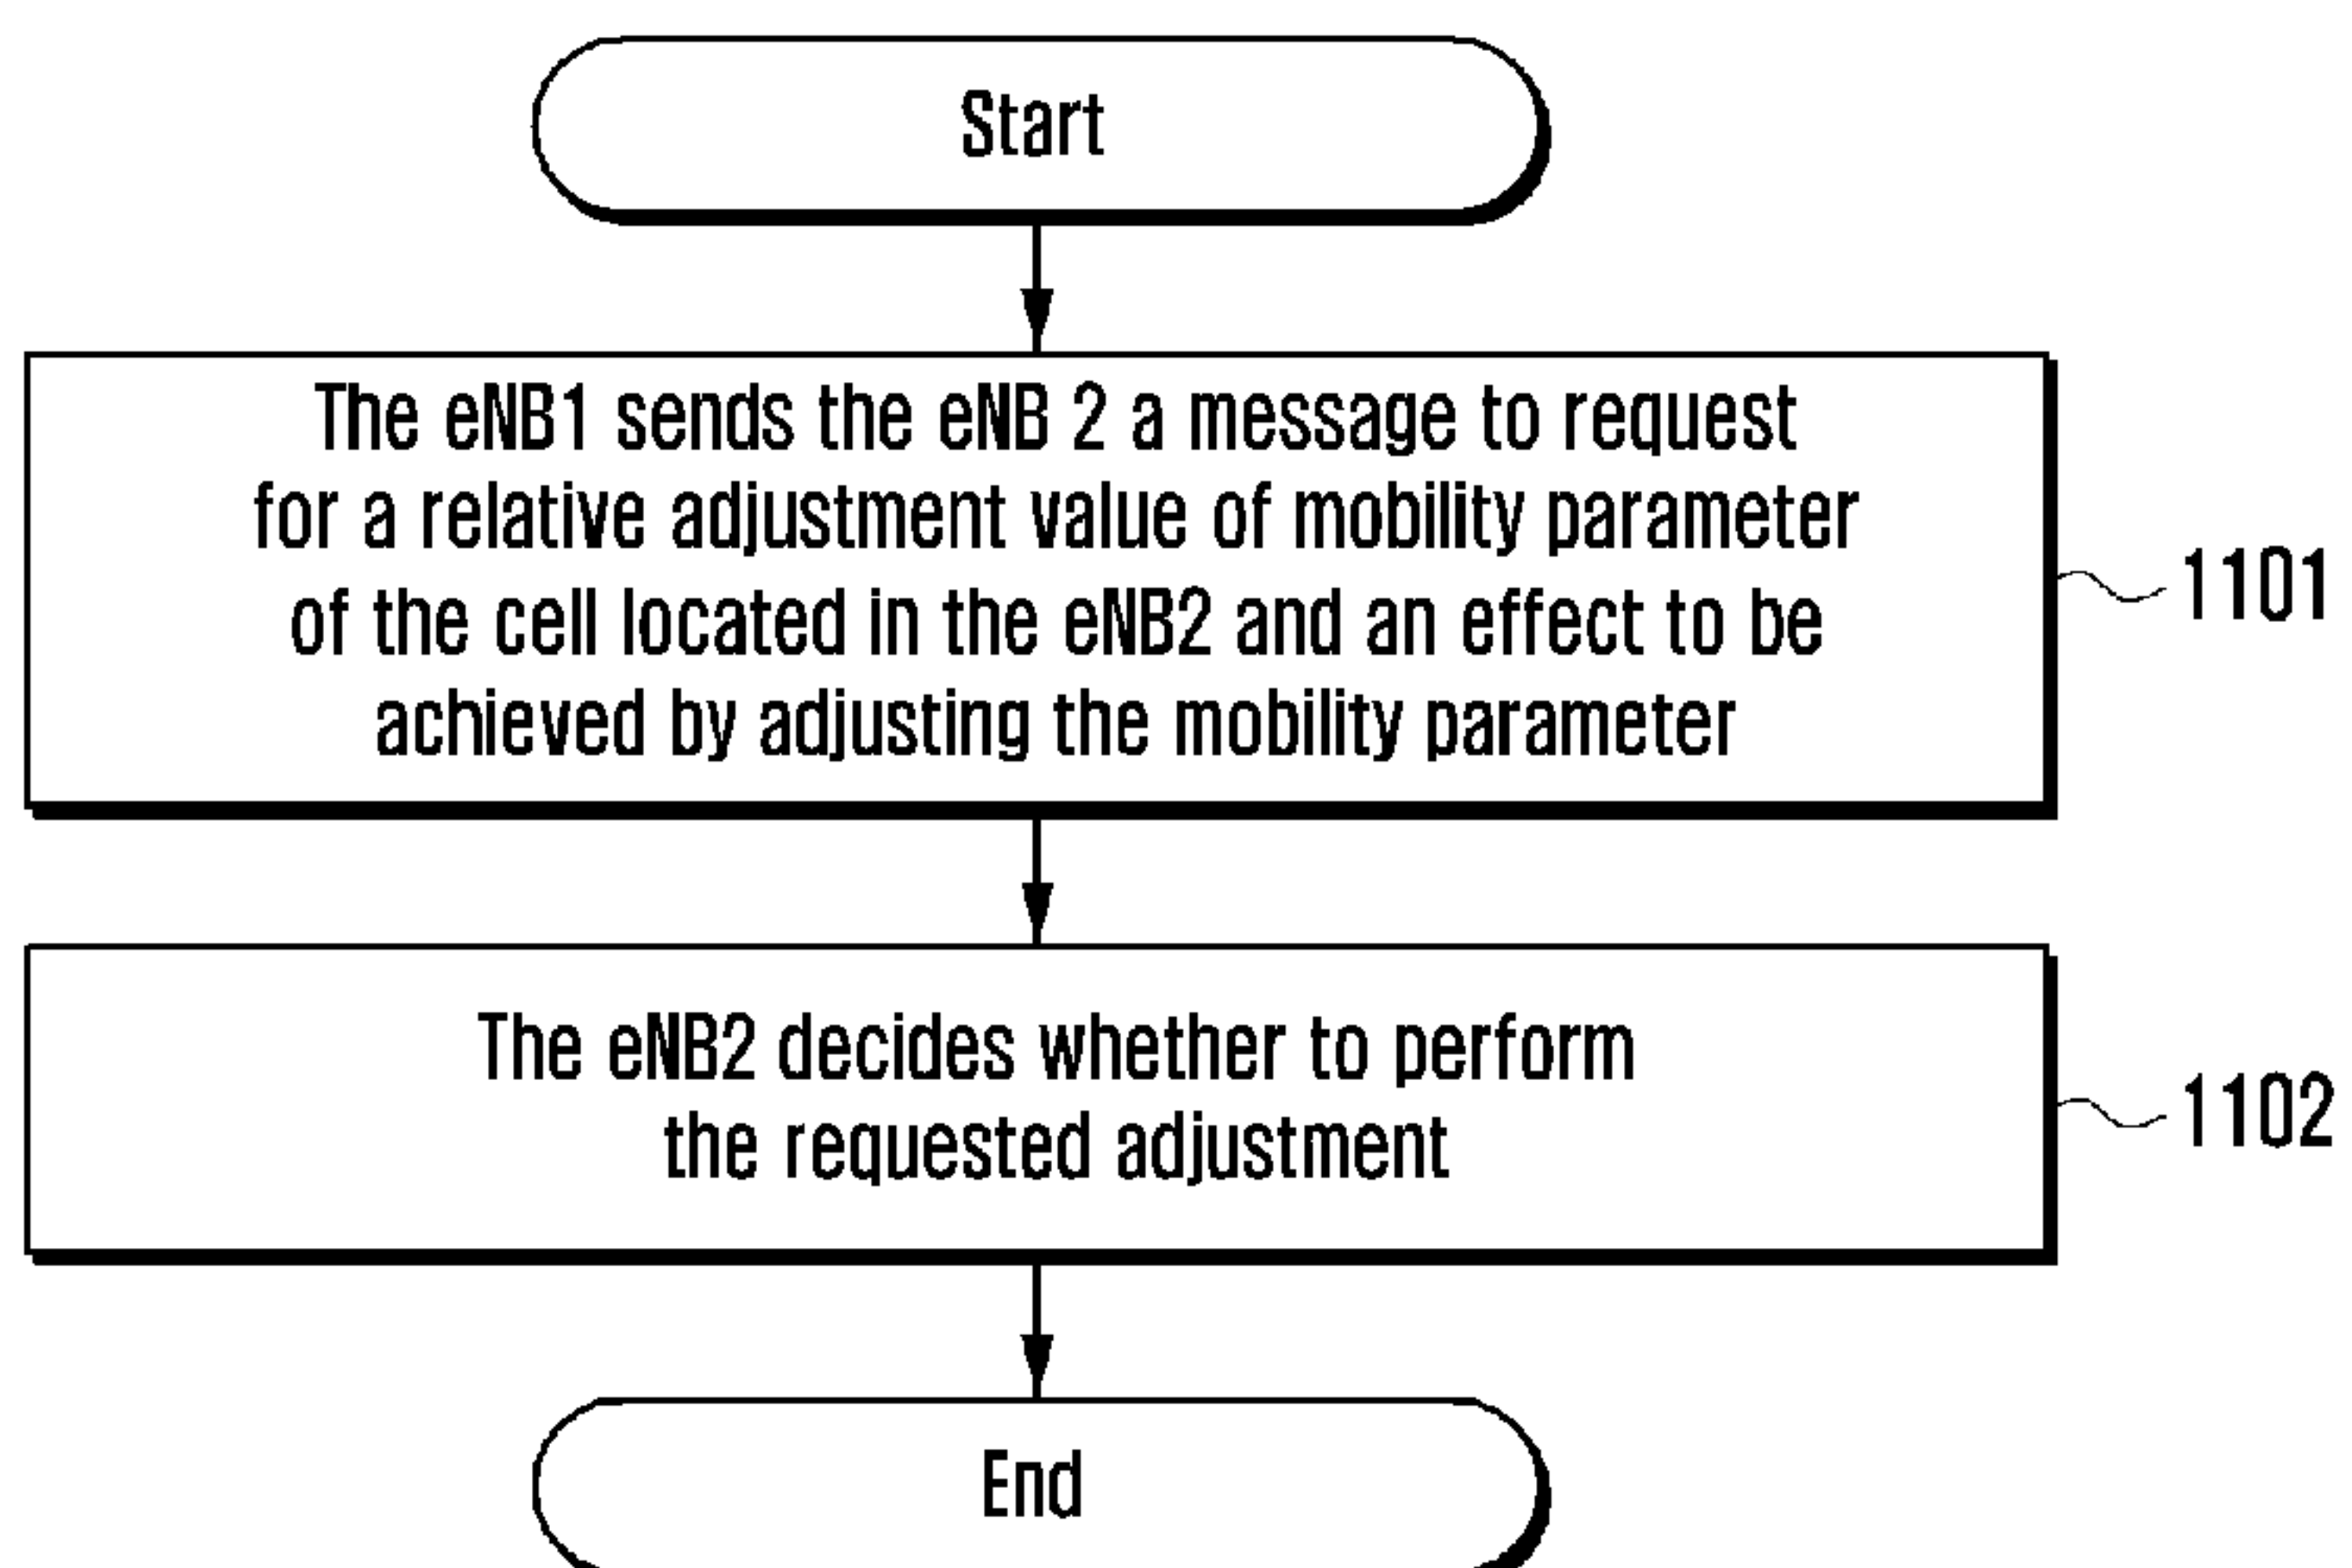 Start
The eNB1 sends the eNB 2 a message to request
for a relative adjustment value of mobility parameter
of the cell located in the eNB2 and an effect to be
achieved by adjusting the mobility parameter
1101
The eNB2 decides whether to perform
the requested adjustment
1102
End